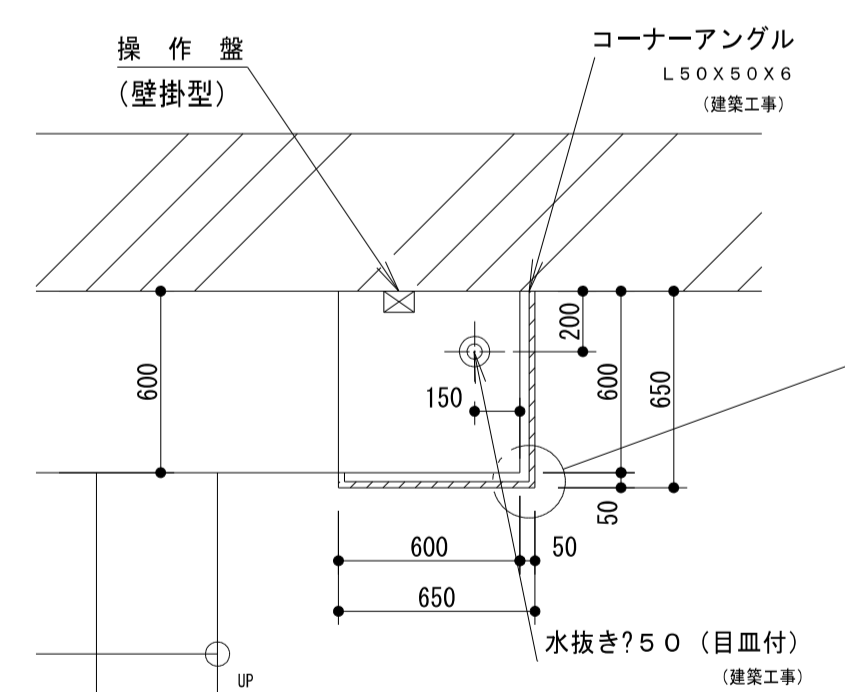 操 作 盤
(壁掛型)
コーナーアングル
L50X50X6
(建築工事)
600
200
600
650
150
50
600
50
650
水抜き?50 (目皿付)
(建築工事)
UP